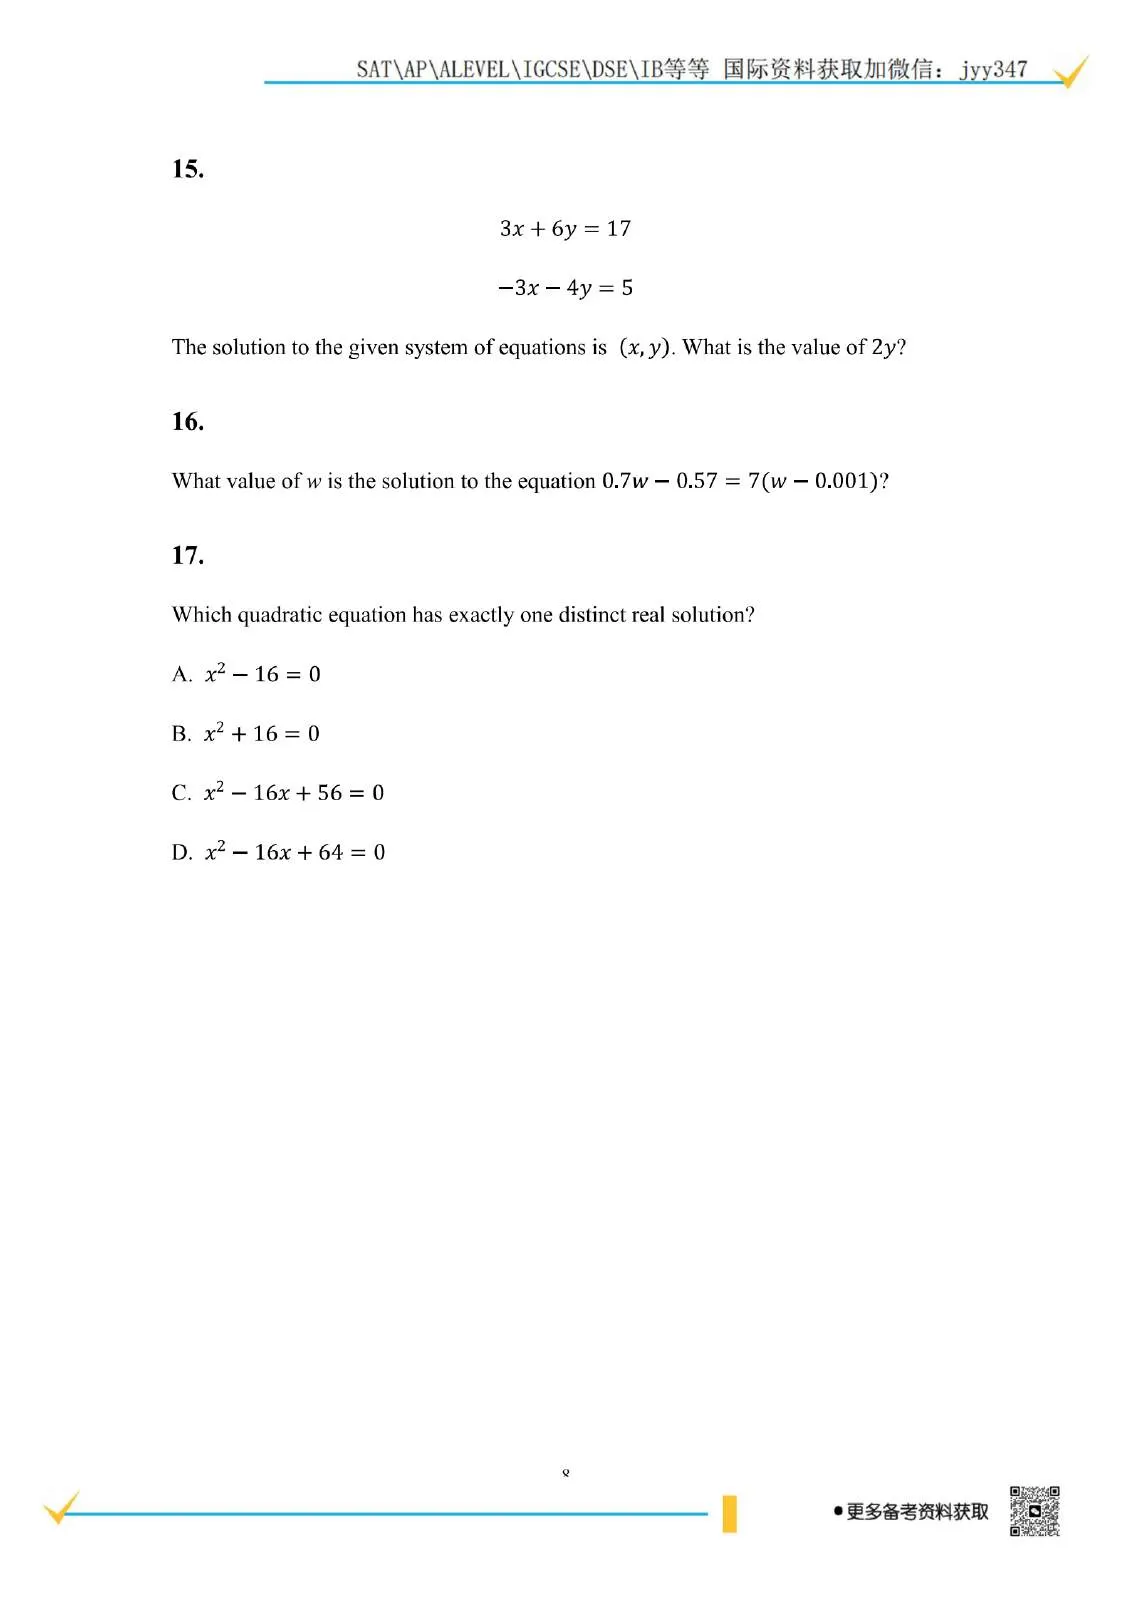 SAT\AP\ALEVEL\IGCSE\DSE\IB等等 国际资料获取加微信：jyy347
15.
3x + 6y = 17
−3x − 4y = 5
The solution to the given system of equations is (x, y). What is the value of 2y?
16.
What value of w is the solution to the equation 0.7w − 0.57 = 7(w − 0.001)?
17.
Which quadratic equation has exactly one distinct real solution?
A. x² − 16 = 0
B. x² + 16 = 0
C. x² − 16x + 56 = 0
D. x² − 16x + 64 = 0
8
•更多备考资料获取